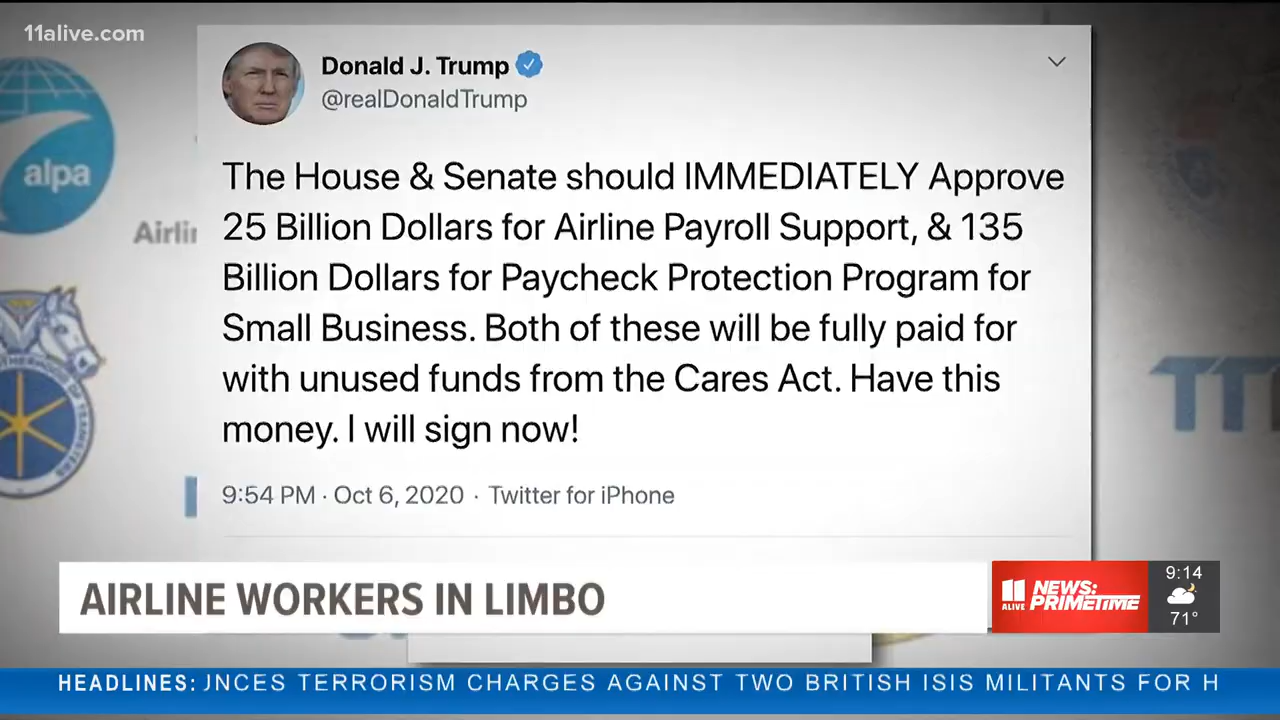 11alive.com
Donald J. Trump
@realDonaldTrump
alpa
The House & Senate should IMMEDIATELY Approve
25 Billion Dollars for Airline Payroll Support, & 135
Billion Dollars for Paycheck Protection Program for
Small Business. Both of these will be fully paid for
with unused funds from the Cares Act. Have this
money. I will sign now!
9:54 PM · Oct 6, 2020 · Twitter for iPhone
AIRLINE WORKERS IN LIMBO
11 ALIVE NEWS: PRIMETIME
9:14
71°
HEADLINES: JNCES TERRORISM CHARGES AGAINST TWO BRITISH ISIS MILITANTS FOR H